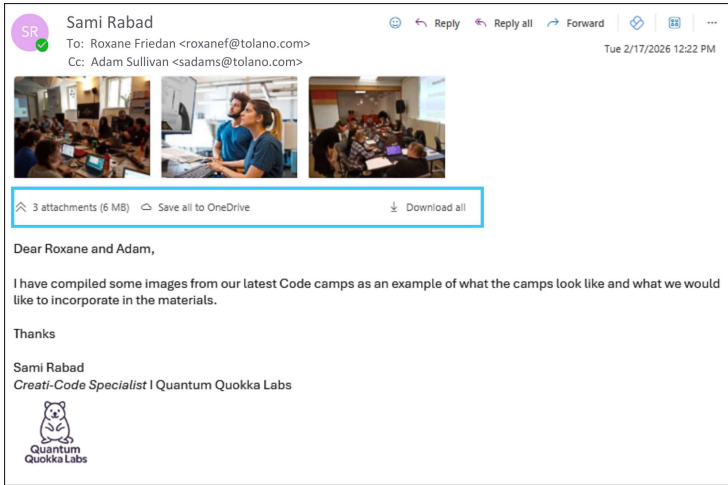 SR
Sami Rabad
Reply Reply all Forward ...
To: Roxane Friedan <roxanef@tolano.com>
Tue 2/17/2026 12:22 PM
Cc: Adam Sullivan <sadams@tolano.com>
3 attachments (6 MB) Save all to OneDrive Download all
Dear Roxane and Adam,
I have compiled some images from our latest Code camps as an example of what the camps look like and what we would
like to incorporate in the materials.
Thanks
Sami Rabad
Creati-Code Specialist I Quantum Quokka Labs
Quantum
Quokka Labs